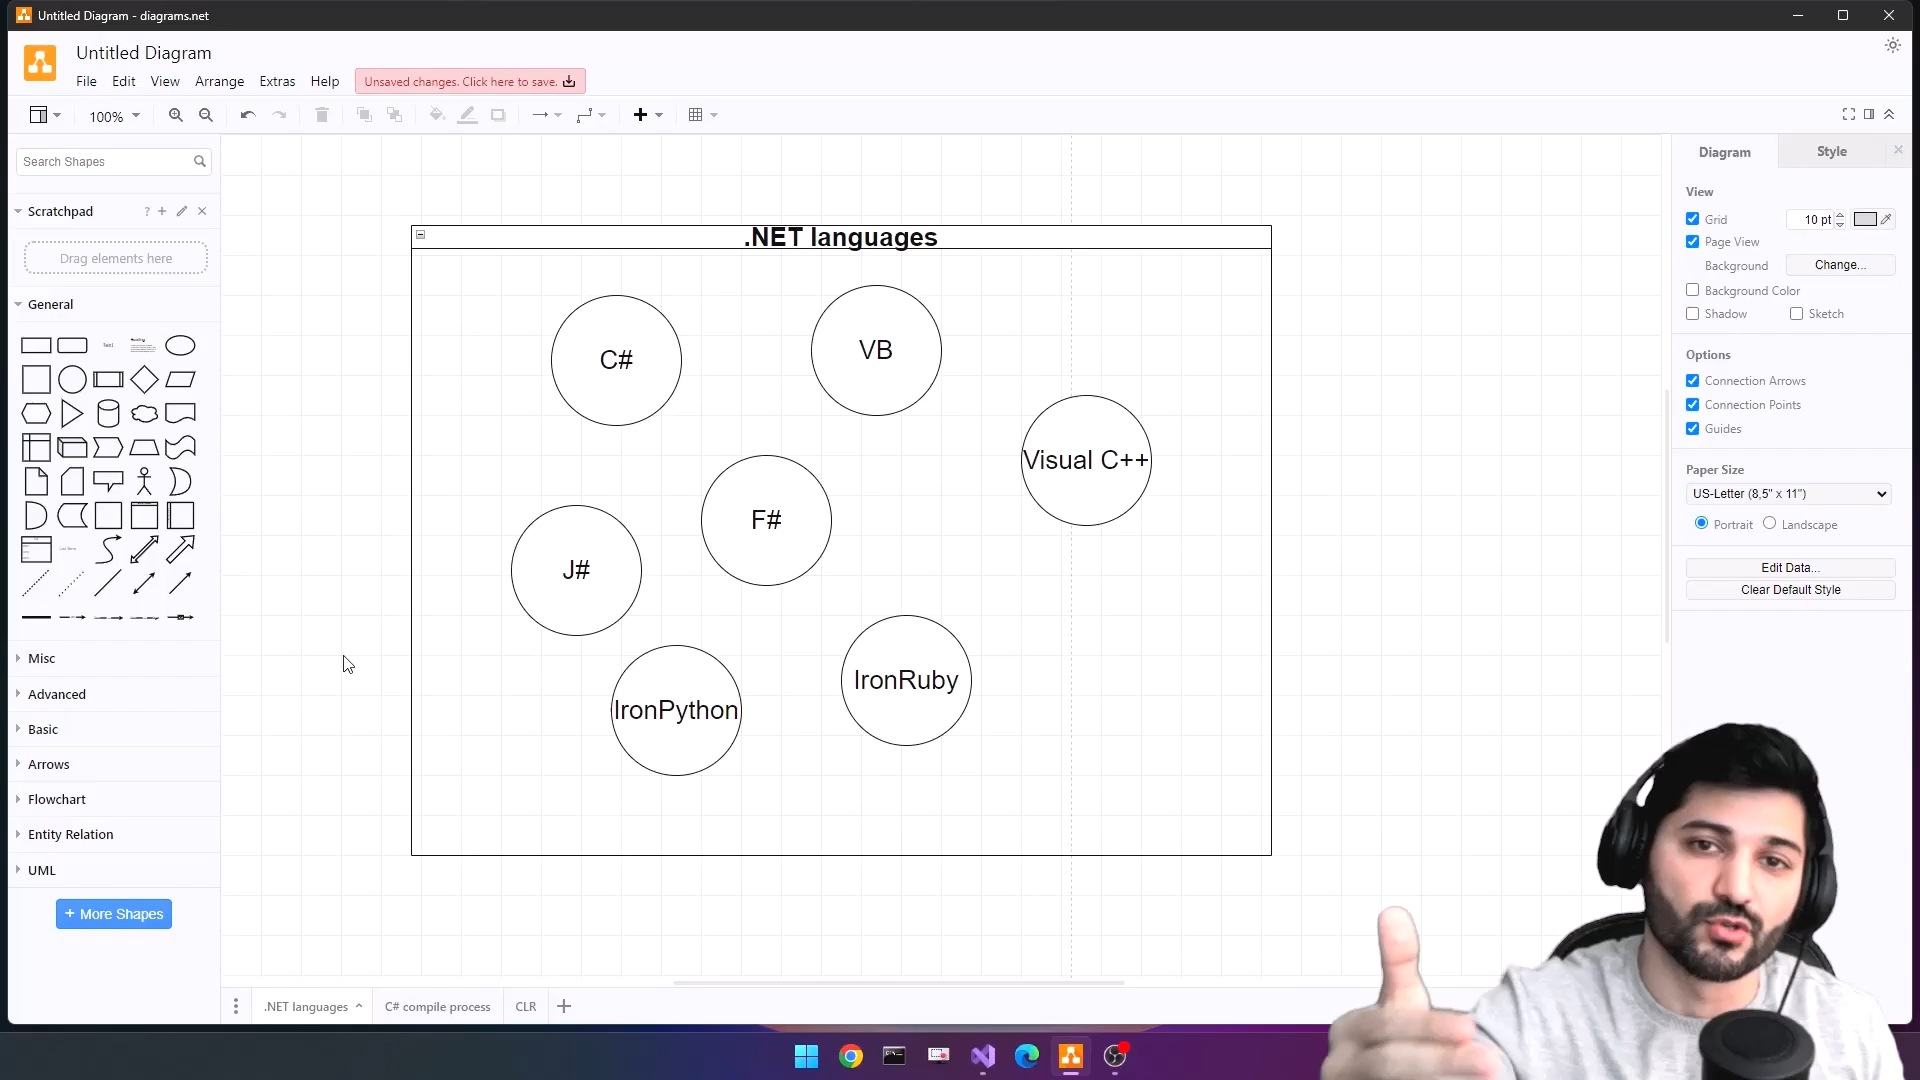 Untitled Diagram - diagrams.net
Untitled Diagram
File Edit View Arrange Extras Help Unsaved changes. Click here to save.
100%
Search Shapes
Scratchpad ? + ✕
Drag elements here
General
Text
Heading
List Item
Misc
Advanced
Basic
Arrows
Flowchart
Entity Relation
UML
+ More Shapes
.NET languages
C#
VB
Visual C++
F#
J#
IronPython
IronRuby
Diagram Style
View
Grid 10 pt
Page View
Background Change...
Background Color
Shadow Sketch
Options
Connection Arrows
Connection Points
Guides
Paper Size
US-Letter (8,5" x 11")
Portrait Landscape
Edit Data...
Clear Default Style
.NET languages C# compile process CLR